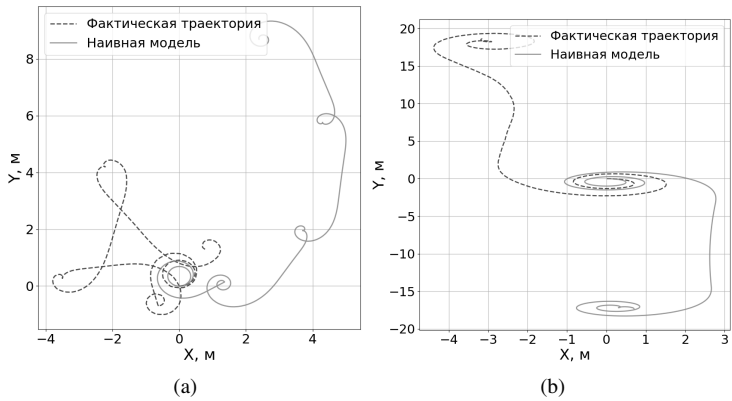 Фактическая траектория
Наивная модель
8
6
4
2
0
Y, м
−4
−2
0
2
4
X, м
(a)
Фактическая траектория
Наивная модель
20
15
10
5
0
−5
−10
−15
−20
Y, м
−4
−3
−2
−1
0
1
2
3
X, м
(b)